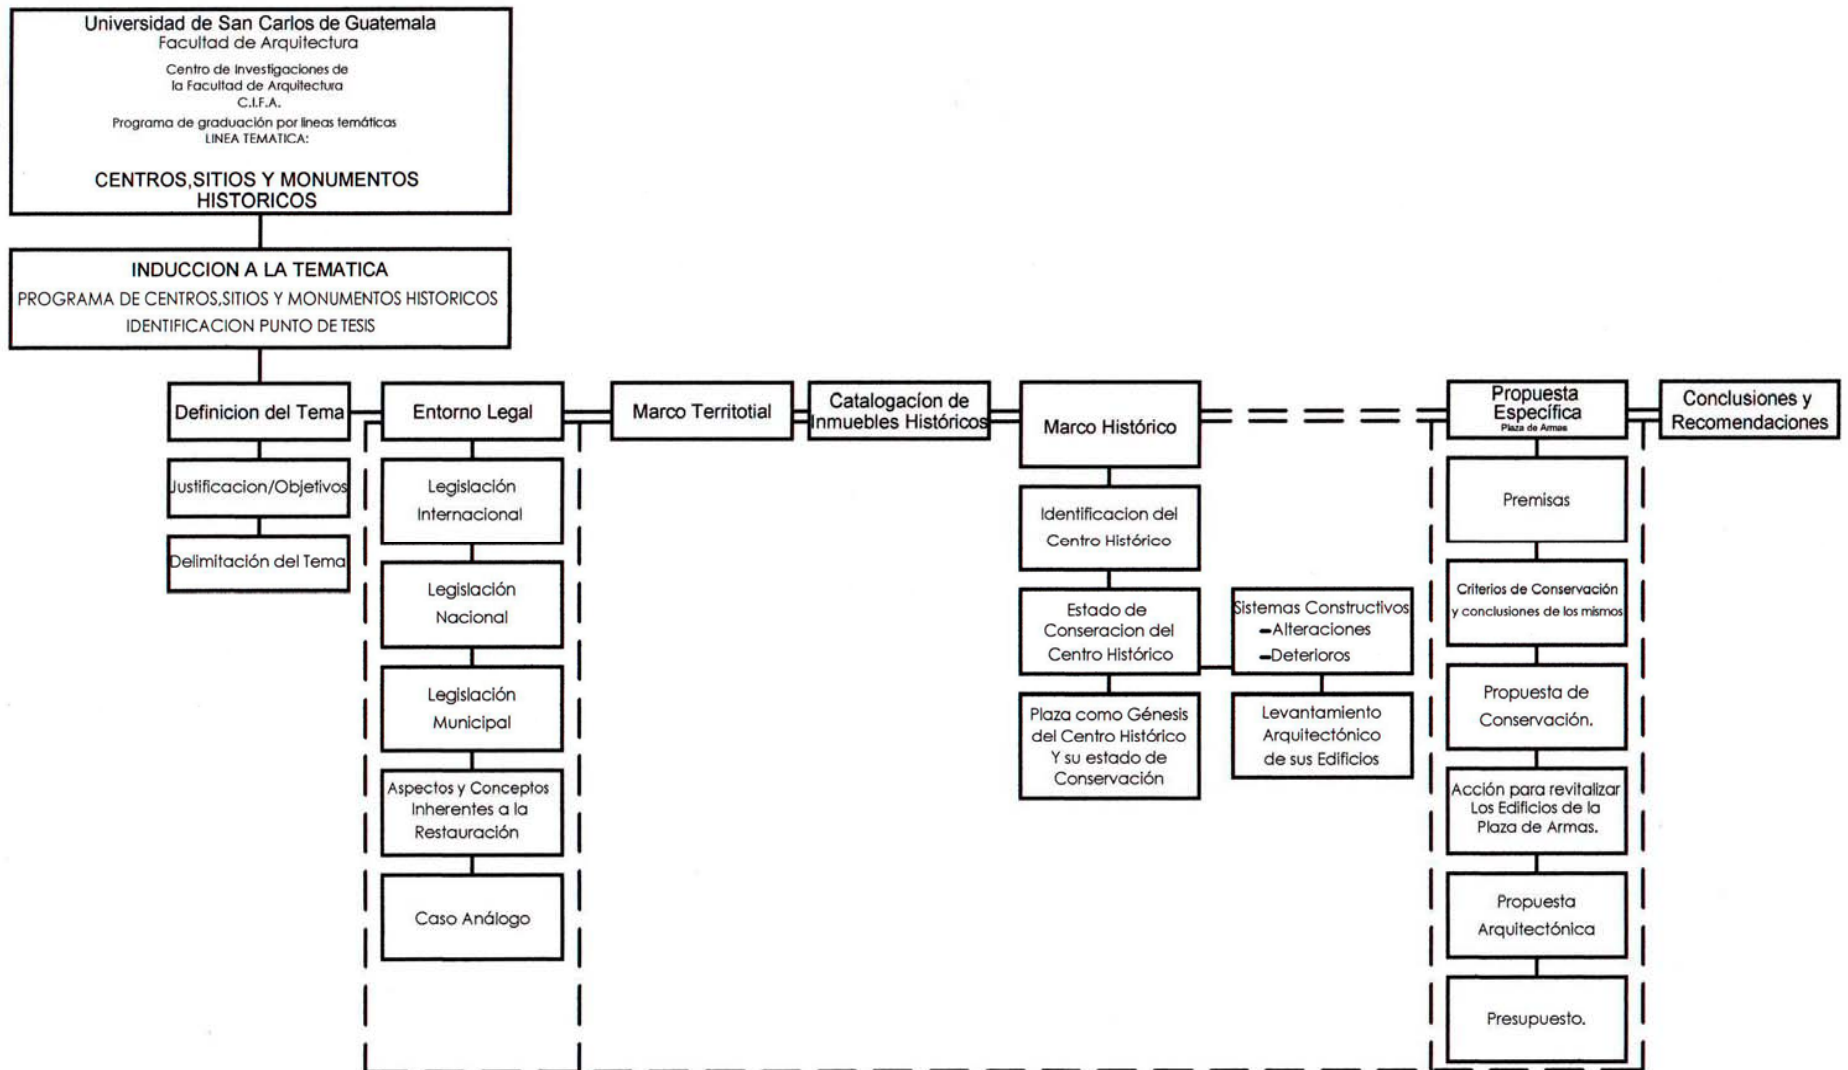 Universidad de San Carlos de Guatemala
Facultad de Arquitectura
Centro de Investigaciones de
la Facultad de Arquitectura
C.I.F.A.
Programa de graduación por líneas temáticas
LINEA TEMATICA:
CENTROS,SITIOS Y MONUMENTOS
HISTORICOS
INDUCCION A LA TEMATICA
PROGRAMA DE CENTROS,SITIOS Y MONUMENTOS HISTORICOS
IDENTIFICACION PUNTO DE TESIS
Definicion del Tema
Justificacion/Objetivos
Delimitación del Tema
Entorno Legal
Legislación
Internacional
Legislación
Nacional
Legislación
Municipal
Aspectos y Conceptos
Inherentes a la
Restauración
Caso Análogo
Marco Territotial
Catalogacíon de
Inmuebles Históricos
Marco Histórico
Identificacion del
Centro Histórico
Estado de
Conseracion del
Centro Histórico
Plaza como Génesis
del Centro Histórico
Y su estado de
Conservación
Sistemas Constructivos
-Alteraciones
-Deterioros
Levantamiento
Arquitectónico
de sus Edificios
Propuesta
Específica
Plaza de Armas
Premisas
Criterios de Conservación
y conclusiones de los mismos
Propuesta de
Conservación.
Acción para revitalizar
Los Edificios de la
Plaza de Armas.
Propuesta
Arquitectónica
Presupuesto.
Conclusiones y
Recomendaciones